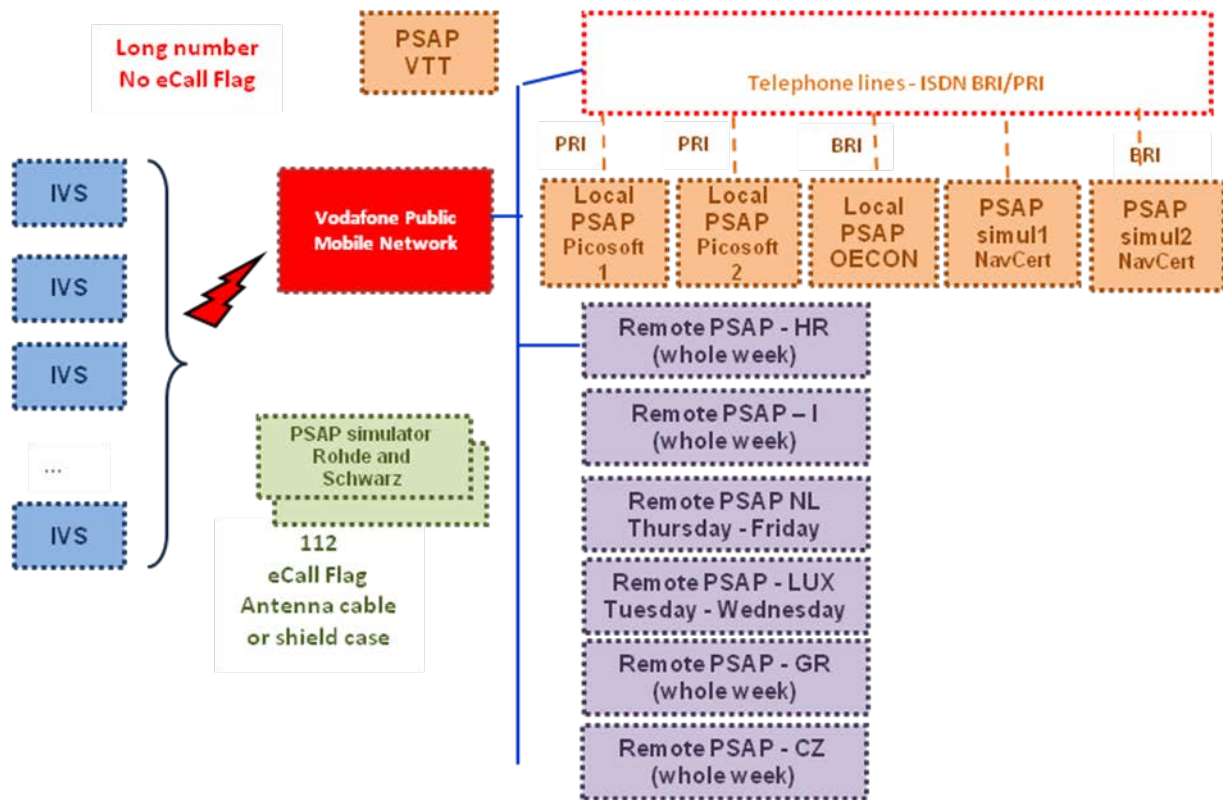 Long number
No eCall Flag
PSAP
VTT
Telephone lines - ISDN BRI/PRI
PRI
PRI
BRI
BRI
IVS
IVS
IVS
...
IVS
Vodafone Public
Mobile Network
Local
PSAP
Picosoft
1
Local
PSAP
Picosoft
2
Local
PSAP
OECON
PSAP
simul1
NavCert
PSAP
simul2
NavCert
PSAP simulator
Rohde and
Schwarz
112
eCall Flag
Antenna cable
or shield case
Remote PSAP - HR
(whole week)
Remote PSAP – I
(whole week)
Remote PSAP NL
Thursday - Friday
Remote PSAP - LUX
Tuesday - Wednesday
Remote PSAP - GR
(whole week)
Remote PSAP - CZ
(whole week)